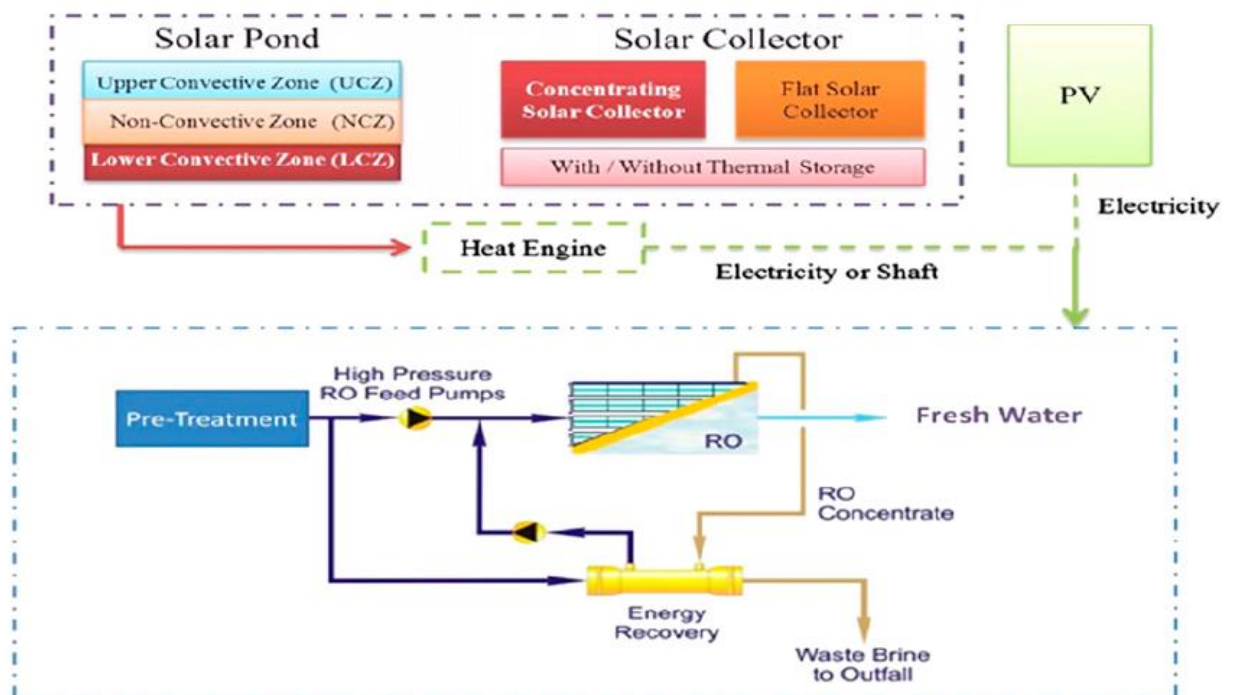 Solar Pond
Upper Convective Zone (UCZ)
Non-Convective Zone (NCZ)
Lower Convective Zone (LCZ)
Solar Collector
Concentrating
Solar Collector
Flat Solar
Collector
With / Without Thermal Storage
PV
Electricity
Heat Engine
Electricity or Shaft
High Pressure
RO Feed Pumps
Pre-Treatment
RO
Fresh Water
RO
Concentrate
Energy
Recovery
Waste Brine
to Outfall